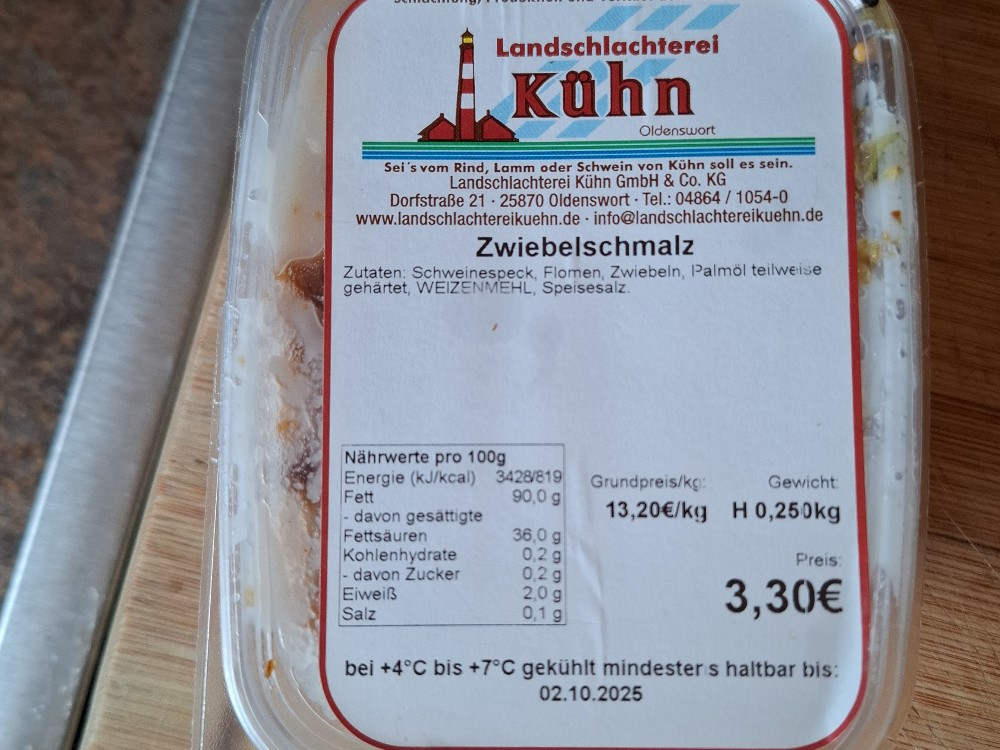 Schlachtung, Produktion und
Landschlachterei
Kühn
Oldenswort
Sei's vom Rind, Lamm oder Schwein von Kühn soll es sein.
Landschlachterei Kühn GmbH & Co. KG
Dorfstraße 21 · 25870 Oldenswort · Tel.: 04864 / 1054-0
www.landschlachtereikuehn.de · info@landschlachtereikuehn.de
Zwiebelschmalz
Zutaten: Schweinespeck, Flomen, Zwiebeln, Palmöl teilweise
gehärtet, WEIZENMEHL, Speisesalz.
Nährwerte pro 100g
Energie (kJ/kcal) 3428/819
Fett 90,0 g
- davon gesättigte
Fettsäuren 36,0 g
Kohlenhydrate 0,2 g
- davon Zucker 0,2 g
Eiweiß 2,0 g
Salz 0,1 g
Grundpreis/kg: Gewicht:
13,20€/kg H 0,250kg
Preis:
3,30€
bei +4°C bis +7°C gekühlt mindestens haltbar bis:
02.10.2025